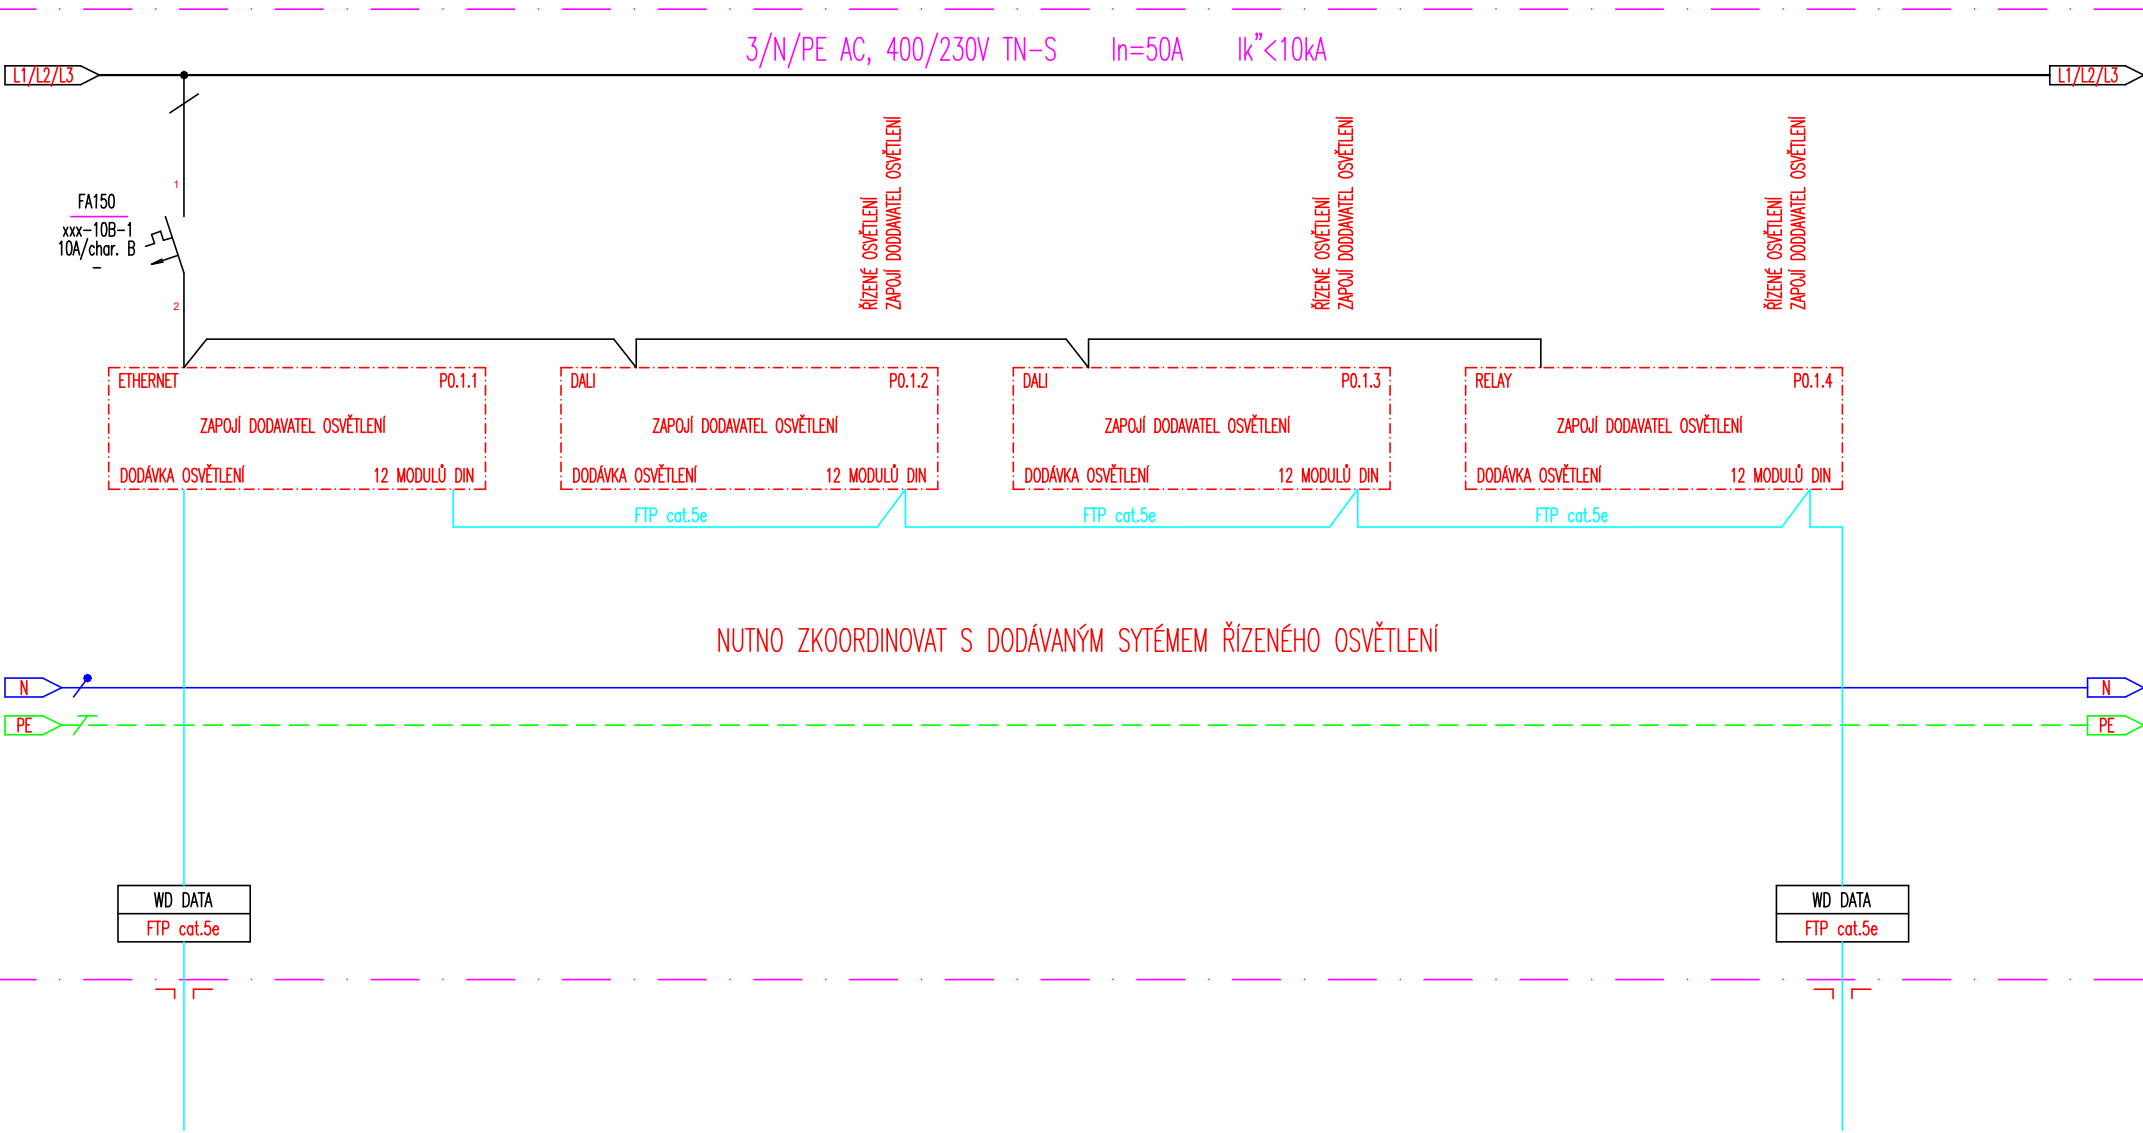 3/N/PE AC, 400/230V TN-S In=50A Ik"<10kA
L1/L2/L3
L1/L2/L3
1
FA150
xxx-10B-1
10A/char. B
-
2
ŘÍZENÉ OSVĚTLENÍ
ZAPOJÍ DODDAVATEL OSVĚTLENÍ
ŘÍZENÉ OSVĚTLENÍ
ZAPOJÍ DODDAVATEL OSVĚTLENÍ
ŘÍZENÉ OSVĚTLENÍ
ZAPOJÍ DODDAVATEL OSVĚTLENÍ
ETHERNET PO.1.1
ZAPOJÍ DODAVATEL OSVĚTLENÍ
DODÁVKA OSVĚTLENÍ 12 MODULŮ DIN
DALI PO.1.2
ZAPOJÍ DODAVATEL OSVĚTLENÍ
DODÁVKA OSVĚTLENÍ 12 MODULŮ DIN
DALI PO.1.3
ZAPOJÍ DODAVATEL OSVĚTLENÍ
DODÁVKA OSVĚTLENÍ 12 MODULŮ DIN
RELAY PO.1.4
ZAPOJÍ DODAVATEL OSVĚTLENÍ
DODÁVKA OSVĚTLENÍ 12 MODULŮ DIN
FTP cat.5e
FTP cat.5e
FTP cat.5e
NUTNO ZKOORDINOVAT S DODÁVANÝM SYTÉMEM ŘÍZENÉHO OSVĚTLENÍ
N
N
PE
PE
WD DATA
FTP cat.5e
WD DATA
FTP cat.5e